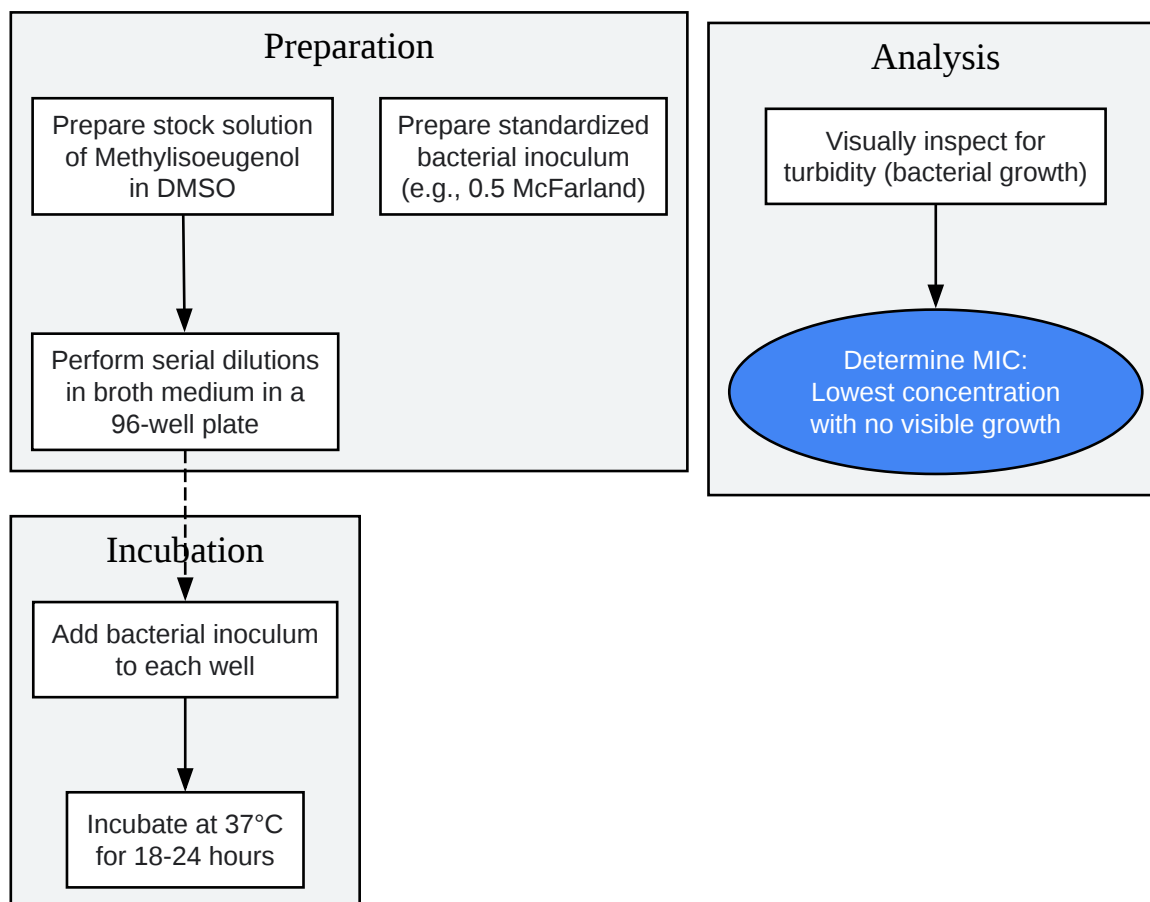 Preparation
Prepare stock solution
of Methylisoeugenol
in DMSO
Prepare standardized
bacterial inoculum
(e.g., 0.5 McFarland)
Perform serial dilutions
in broth medium in a
96-well plate
Incubation
Add bacterial inoculum
to each well
Incubate at 37°C
for 18-24 hours
Analysis
Visually inspect for
turbidity (bacterial growth)
Determine MIC:
Lowest concentration
with no visible growth